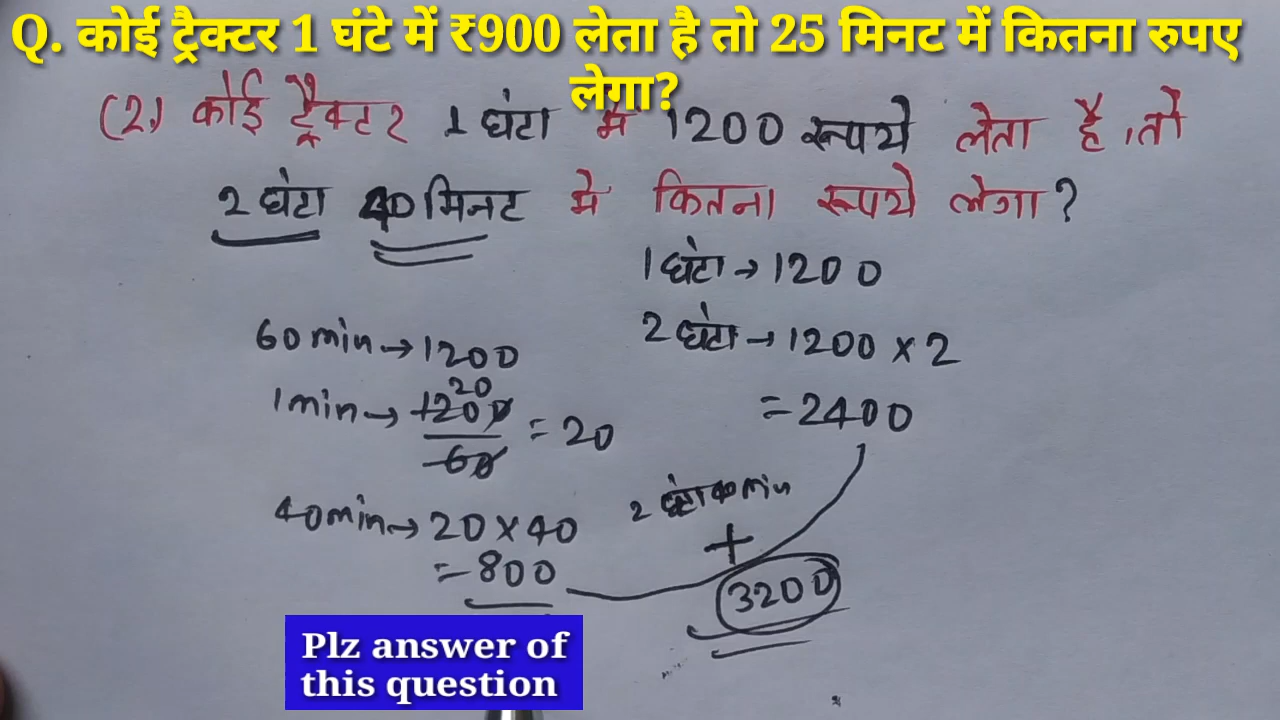 Q. कोई ट्रैक्टर 1 घंटे में ₹900 लेता है तो 25 मिनट में कितना रुपए
लेगा?
(2) कोई ट्रैक्टर 1 घंटा में 1200 रूपये लेता है, तो
2 घंटा 40 मिनट मे कितना रूपये लेगा?
1 घंटा → 1200
2 घंटा → 1200 × 2
= 2400
60 min → 1200
20
1 min → 1200 = 20
60
40 min → 20 × 40
= 800
2 घंटा 40 min
+
3200
Plz answer of
this question